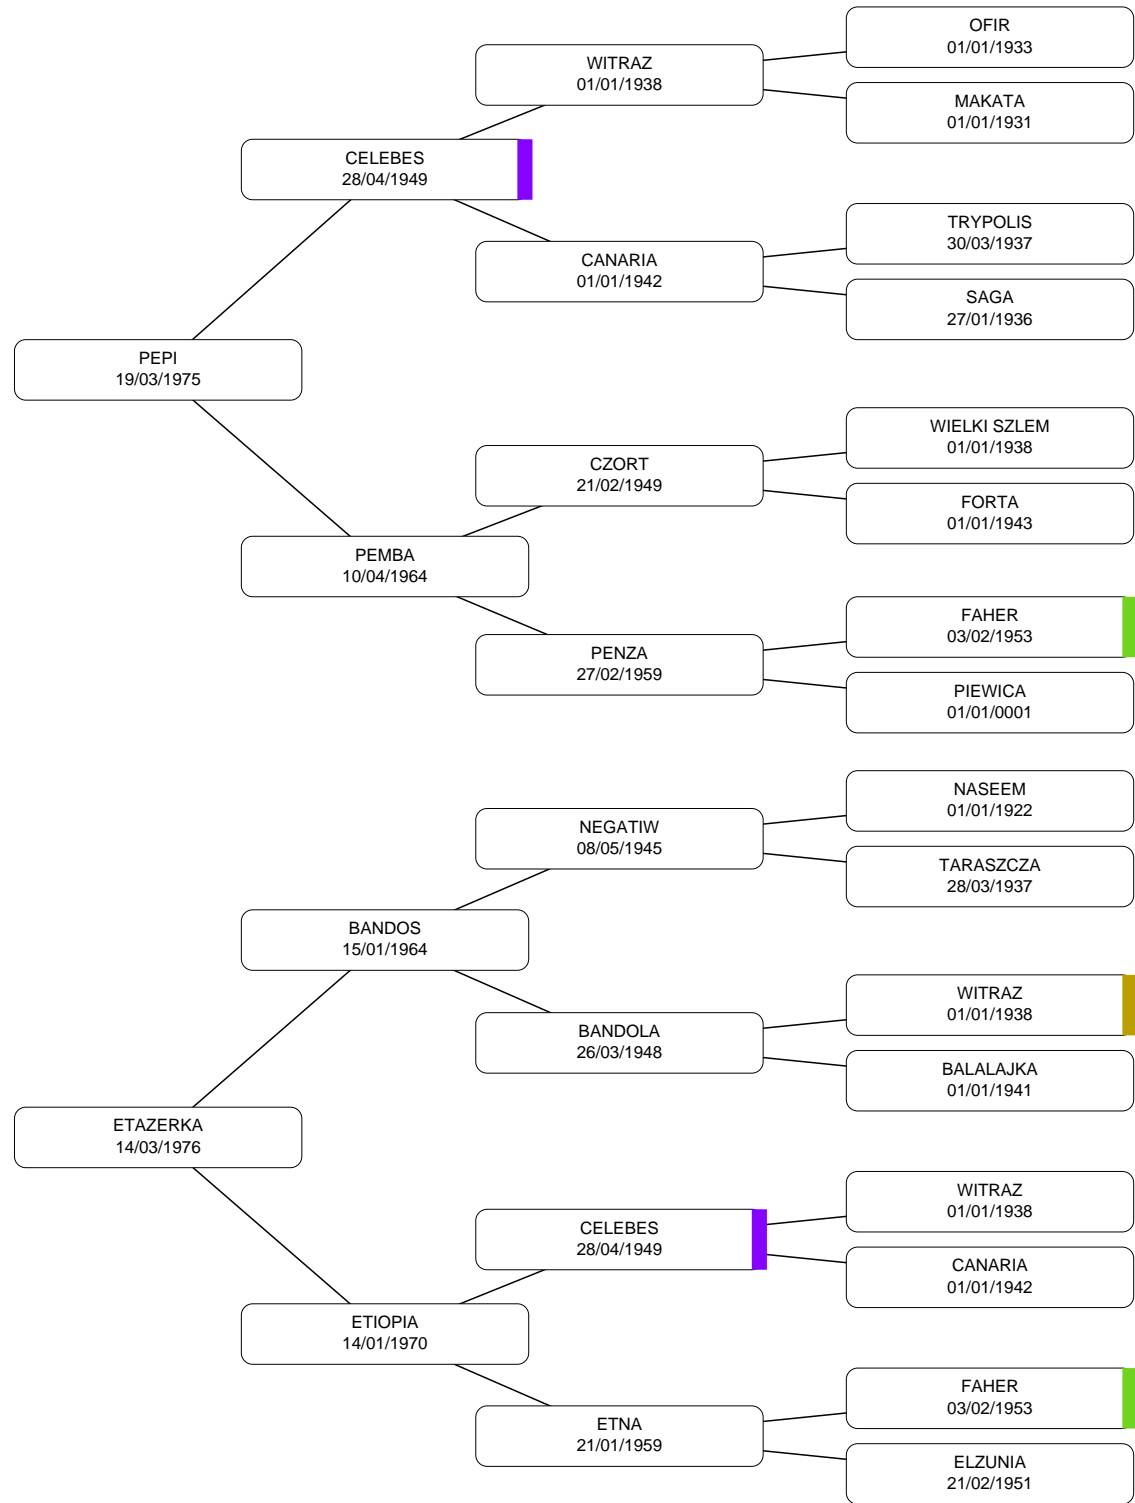 OFIR
01/01/1933
WITRAZ
01/01/1938
MAKATA
01/01/1931
CELEBES
28/04/1949
TRYPOLIS
30/03/1937
CANARIA
01/01/1942
SAGA
27/01/1936
PEPI
19/03/1975
WIELKI SZLEM
01/01/1938
CZORT
21/02/1949
FORTA
01/01/1943
PEMBA
10/04/1964
FAHER
03/02/1953
PENZA
27/02/1959
PIEWICA
01/01/0001
NASEEM
01/01/1922
NEGATIW
08/05/1945
TARASZCZA
28/03/1937
BANDOS
15/01/1964
WITRAZ
01/01/1938
BANDOLA
26/03/1948
BALALAJKA
01/01/1941
ETAZERKA
14/03/1976
WITRAZ
01/01/1938
CELEBES
28/04/1949
CANARIA
01/01/1942
ETIOPIA
14/01/1970
FAHER
03/02/1953
ETNA
21/01/1959
ELZUNIA
21/02/1951